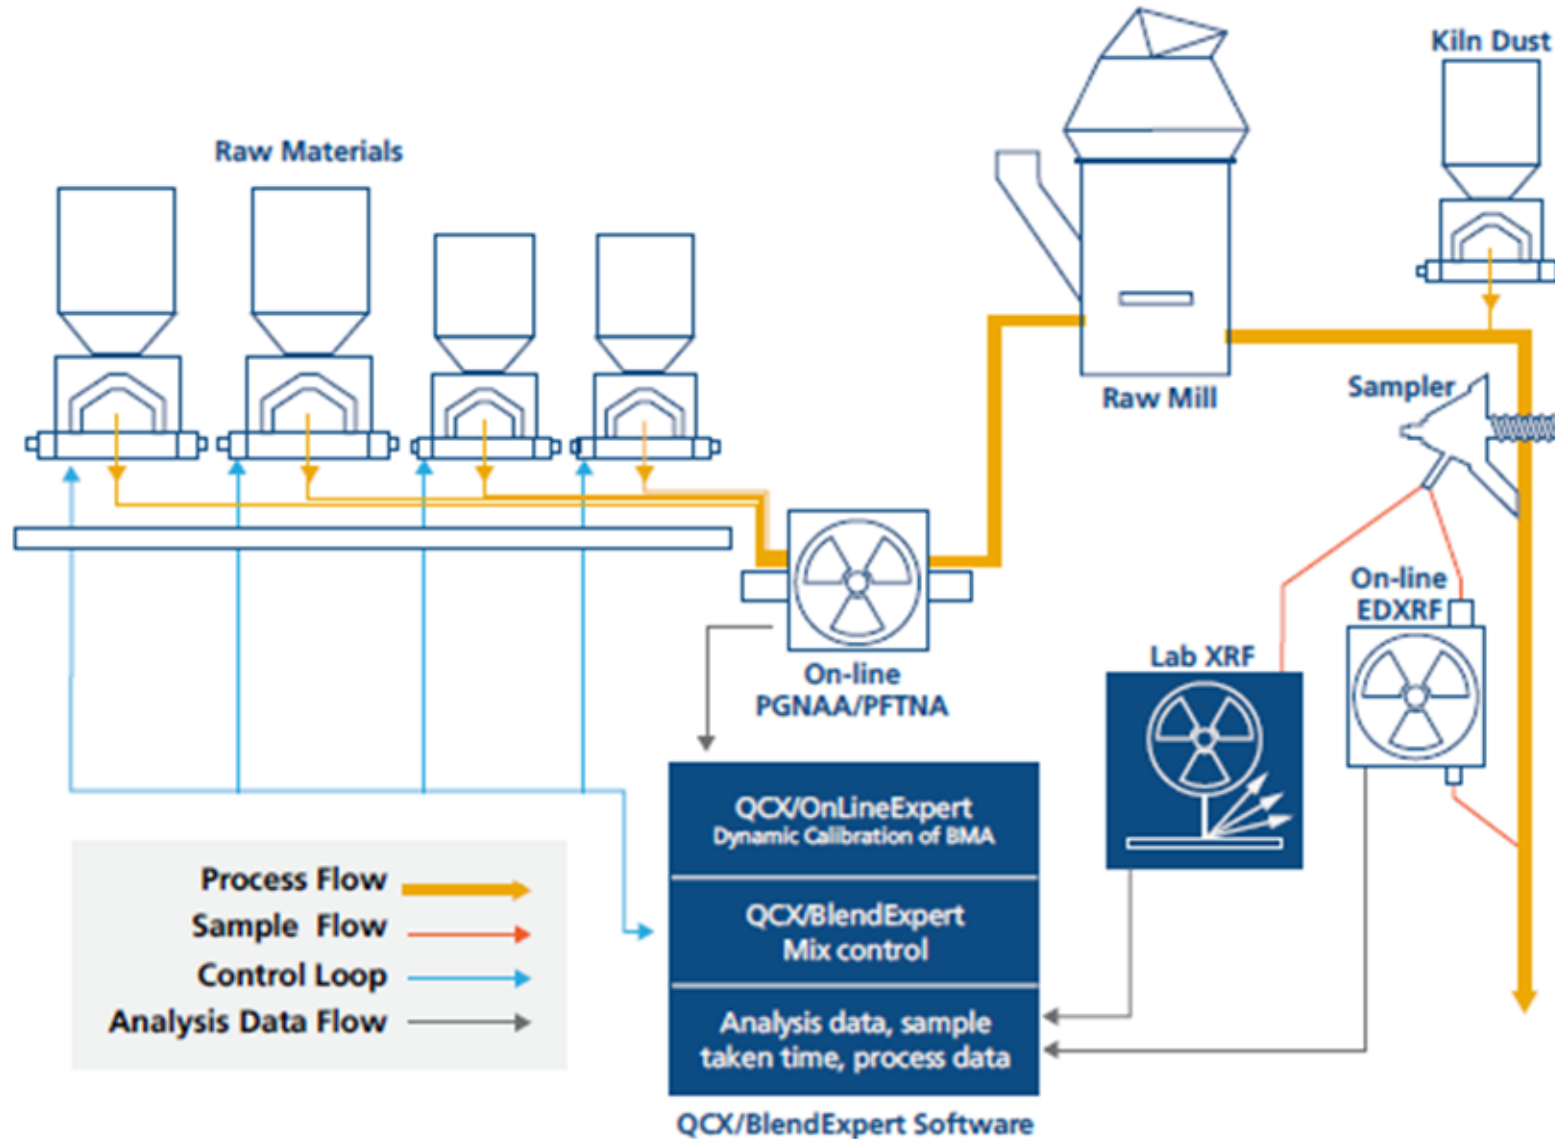 Kiln Dust
Raw Materials
Raw Mill
Sampler
On-line
EDXRF
Lab XRF
On-line
PGNAA/PFTNA
QCX/OnLineExpert
Dynamic Calibration of BMA
QCX/BlendExpert
Mix control
Analysis data, sample
taken time, process data
QCX/BlendExpert Software
Process Flow
Sample Flow
Control Loop
Analysis Data Flow